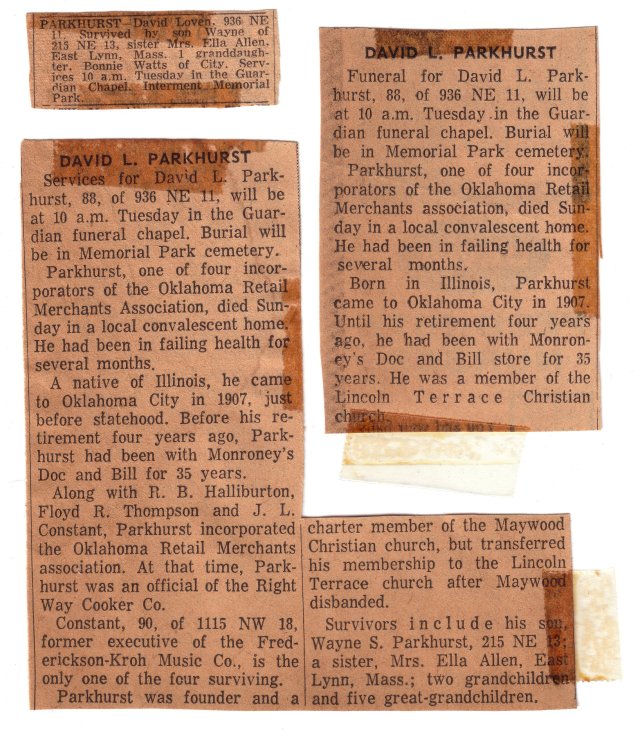 PARKHURST—David Loven. 936 NE
11. Survived by son Wayne of
215 NE 13, sister Mrs. Ella Allen,
East Lynn, Mass. 1 granddaugh-
ter. Bonnie Watts of City. Serv-
ices 10 a.m. Tuesday in the Guar-
dian Chapel. Interment Memorial
Park.
DAVID L. PARKHURST
Services for David L. Park-
hurst, 88, of 936 NE 11, will be
at 10 a.m. Tuesday in the Guar-
dian funeral chapel. Burial will
be in Memorial Park cemetery.
Parkhurst, one of four incor-
porators of the Oklahoma Retail
Merchants Association, died Sun-
day in a local convalescent home.
He had been in failing health for
several months.
A native of Illinois, he came
to Oklahoma City in 1907, just
before statehood. Before his re-
tirement four years ago, Park-
hurst had been with Monroney's
Doc and Bill for 35 years.
Along with R. B. Halliburton,
Floyd R. Thompson and J. L.
Constant, Parkhurst incorporated
the Oklahoma Retail Merchants
association. At that time, Park-
hurst was an official of the Right
Way Cooker Co.
Constant, 90, of 1115 NW 18,
former executive of the Fred-
erickson-Kroh Music Co., is the
only one of the four surviving.
Parkhurst was founder and a
charter member of the Maywood
Christian church, but transferred
his membership to the Lincoln
Terrace church after Maywood
disbanded.
Survivors include his son,
Wayne S. Parkhurst, 215 NE 13;
a sister, Mrs. Ella Allen, East
Lynn, Mass.; two grandchildren
and five great-grandchildren.
DAVID L. PARKHURST
Funeral for David L. Park-
hurst, 88, of 936 NE 11, will be
at 10 a.m. Tuesday in the Guar-
dian funeral chapel. Burial will
be in Memorial Park cemetery.
Parkhurst, one of four incor-
porators of the Oklahoma Retail
Merchants association, died Sun-
day in a local convalescent home.
He had been in failing health for
several months.
Born in Illinois, Parkhurst
came to Oklahoma City in 1907.
Until his retirement four years
ago, he had been with Monron-
ey's Doc and Bill store for 35
years. He was a member of the
Lincoln Terrace Christian
church.